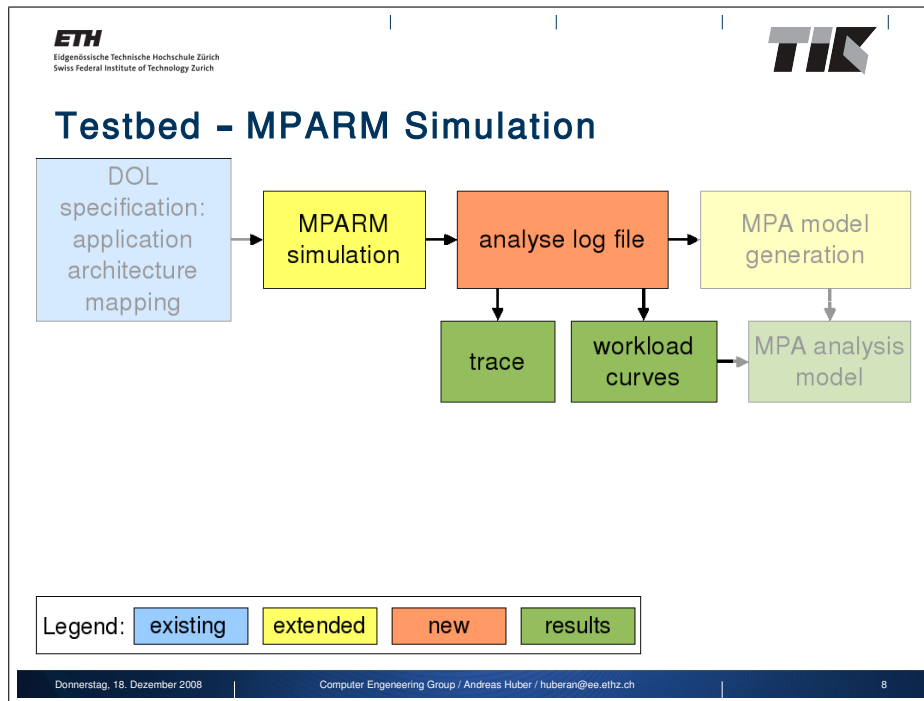 ETH
Eidgenössische Technische Hochschule Zürich
Swiss Federal Institute of Technology Zurich
TIK
Testbed – MPARM Simulation
DOL
specification:
application
architecture
mapping
MPARM
simulation
analyse log file
MPA model
generation
trace
workload
curves
MPA analysis
model
Legend:
existing
extended
new
results
Donnerstag, 18. Dezember 2008
Computer Engeneering Group / Andreas Huber / huberan@ee.ethz.ch
8